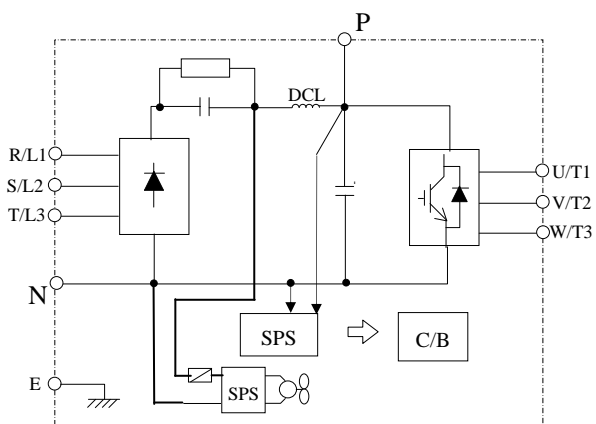 P
DCL
R/L1
S/L2
T/L3
U/T1
V/T2
W/T3
N
SPS
C/B
E
SPS